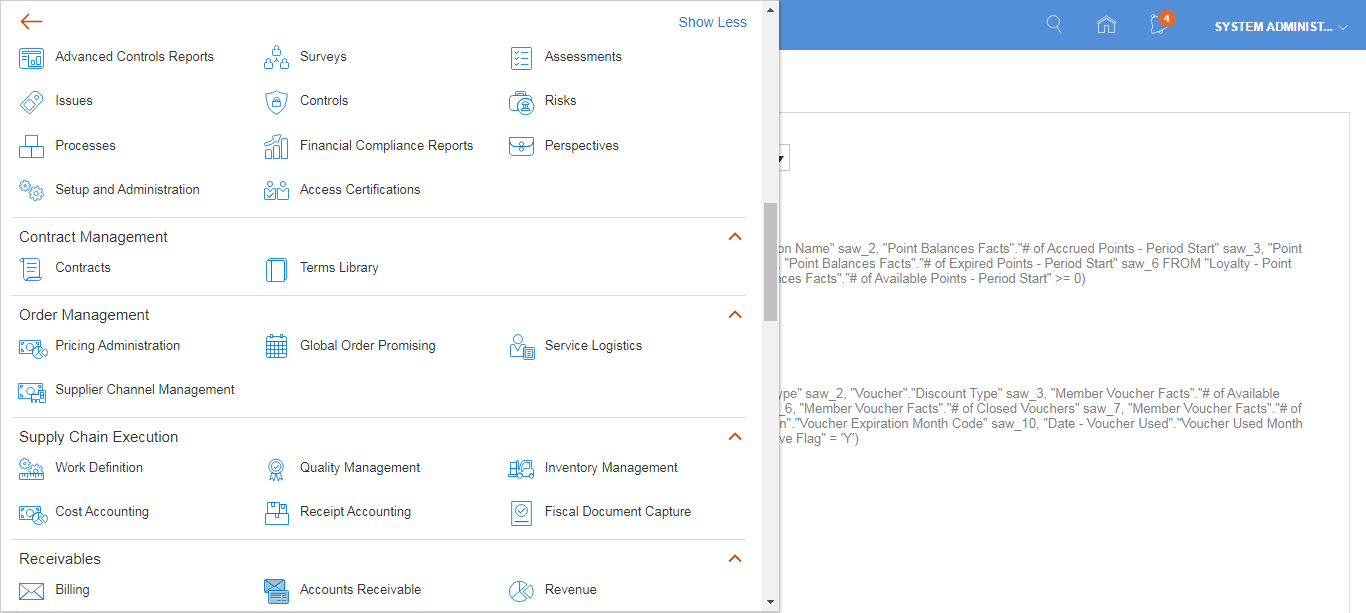 Show Less
4
SYSTEM ADMINIST...
Advanced Controls Reports
Surveys
Assessments
Issues
Controls
Risks
Processes
Financial Compliance Reports
Perspectives
Setup and Administration
Access Certifications
Contract Management
Contracts
Terms Library
Order Management
Pricing Administration
Global Order Promising
Service Logistics
Supplier Channel Management
Supply Chain Execution
Work Definition
Quality Management
Inventory Management
Cost Accounting
Receipt Accounting
Fiscal Document Capture
Receivables
Billing
Accounts Receivable
Revenue
on Name" saw_2, "Point Balances Facts"."# of Accrued Points - Period Start" saw_3, "Point
, "Point Balances Facts"."# of Expired Points - Period Start" saw_6 FROM "Loyalty - Point
nces Facts"."# of Available Points - Period Start" >= 0)
ype" saw_2, "Voucher"."Discount Type" saw_3, "Member Voucher Facts"."# of Available
_6, "Member Voucher Facts"."# of Closed Vouchers" saw_7, "Member Voucher Facts"."# of
n"."Voucher Expiration Month Code" saw_10, "Date - Voucher Used"."Voucher Used Month
ve Flag" = 'Y')